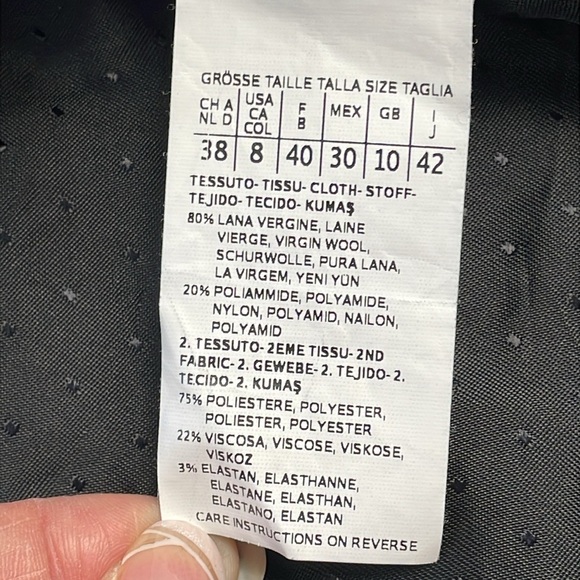 GRÖSSE TAILLE TALLA SIZE TAGLIA
CH A NL D | USA CA COL | F B | MEX | GB | I J
38 | 8 | 40 | 30 | 10 | 42
TESSUTO- TISSU- CLOTH- STOFF-
TEJIDO- TECIDO- KUMAŞ
80% LANA VERGINE, LAINE
VIERGE, VIRGIN WOOL,
SCHURWOLLE, PURA LANA,
LA VIRGEM, YENI YÜN
20% POLIAMMIDE, POLYAMIDE,
NYLON, POLYAMID, NAILON,
POLYAMID
2. TESSUTO- 2EME TISSU- 2ND
FABRIC- 2. GEWEBE- 2. TEJIDO- 2.
TECIDO- 2. KUMAŞ
75% POLIESTERE, POLYESTER,
POLIESTER, POLYESTER
22% VISCOSA, VISCOSE, VISKOSE,
VISKOZ
3% ELASTAN, ELASTHANNE,
ELASTANE, ELASTHAN,
ELASTANO, ELASTAN
CARE INSTRUCTIONS ON REVERSE